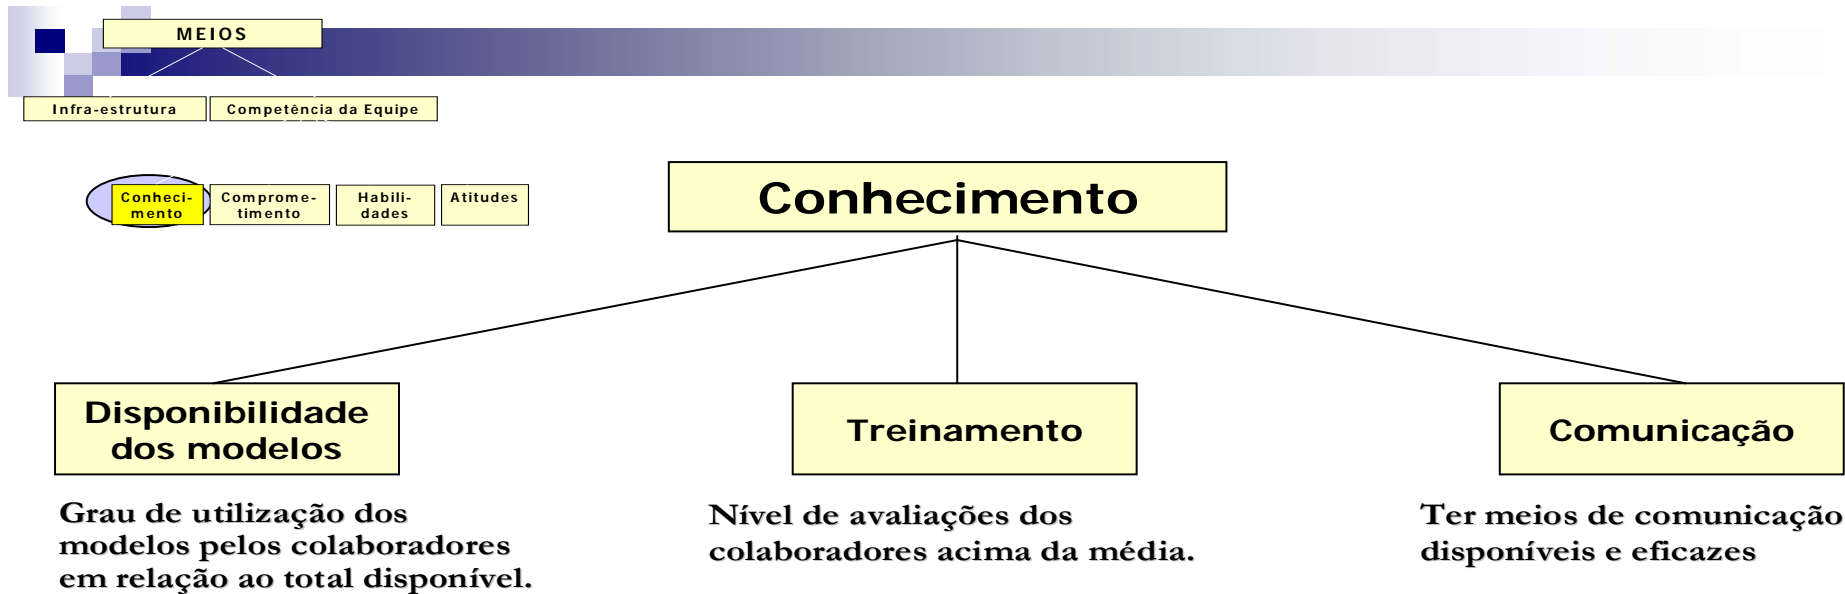 MEIOS
Infra-estrutura
Competência da Equipe
Conheci-
mento
Comprome-
timento
Habili-
dades
Atitudes
Conhecimento
Disponibilidade
dos modelos
Treinamento
Comunicação
Grau de utilização dos
modelos pelos colaboradores
em relação ao total disponível.
Nível de avaliações dos
colaboradores acima da média.
Ter meios de comunicação
disponíveis e eficazes